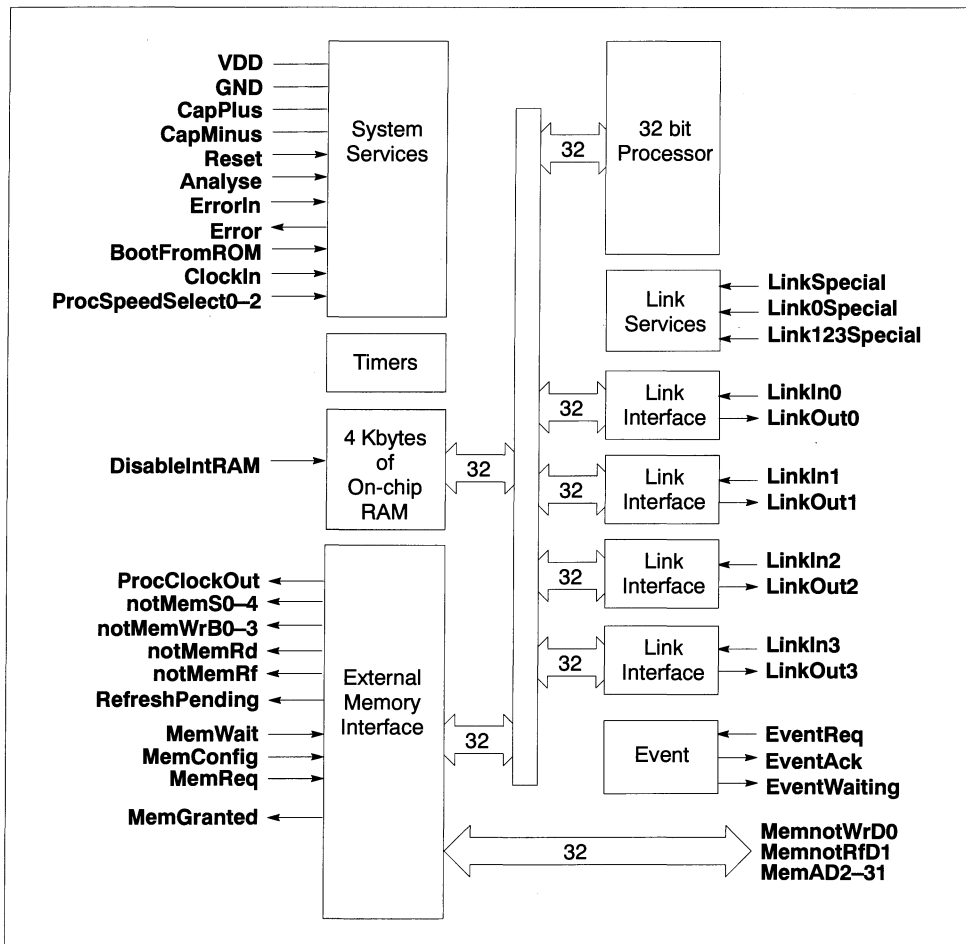 VDD
GND
CapPlus
CapMinus
Reset
Analyse
ErrorIn
Error
BootFromROM
ClockIn
ProcSpeedSelect0–2
System
Services
Timers
DisableIntRAM
4 Kbytes
of
On-chip
RAM
32
ProcClockOut
notMemS0–4
notMemWrB0–3
notMemRd
notMemRf
RefreshPending
MemWait
MemConfig
MemReq
MemGranted
External
Memory
Interface
32
32
32 bit
Processor
Link
Services
LinkSpecial
Link0Special
Link123Special
32
Link
Interface
LinkIn0
LinkOut0
32
Link
Interface
LinkIn1
LinkOut1
32
Link
Interface
LinkIn2
LinkOut2
32
Link
Interface
LinkIn3
LinkOut3
Event
EventReq
EventAck
EventWaiting
32
MemnotWrD0
MemnotRfD1
MemAD2–31